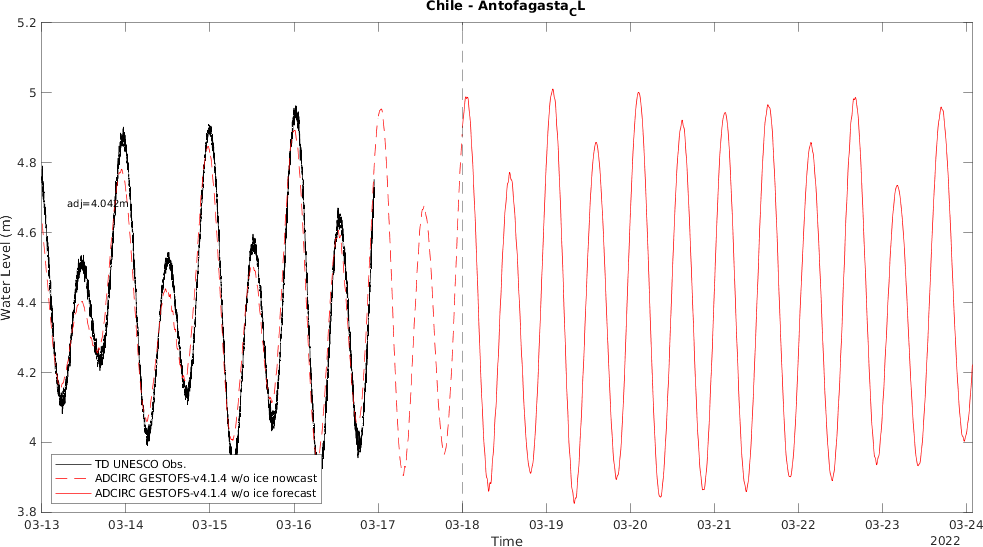 Chile - Antofagasta_CL
5.2
5
4.8
4.6
4.4
4.2
4
3.8
Water Level (m)
adj=4.042m
TD UNESCO Obs.
ADCIRC GESTOFS-v4.1.4 w/o ice nowcast
ADCIRC GESTOFS-v4.1.4 w/o ice forecast
03-13 03-14 03-15 03-16 03-17 03-18 03-19 03-20 03-21 03-22 03-23 03-24
Time
2022